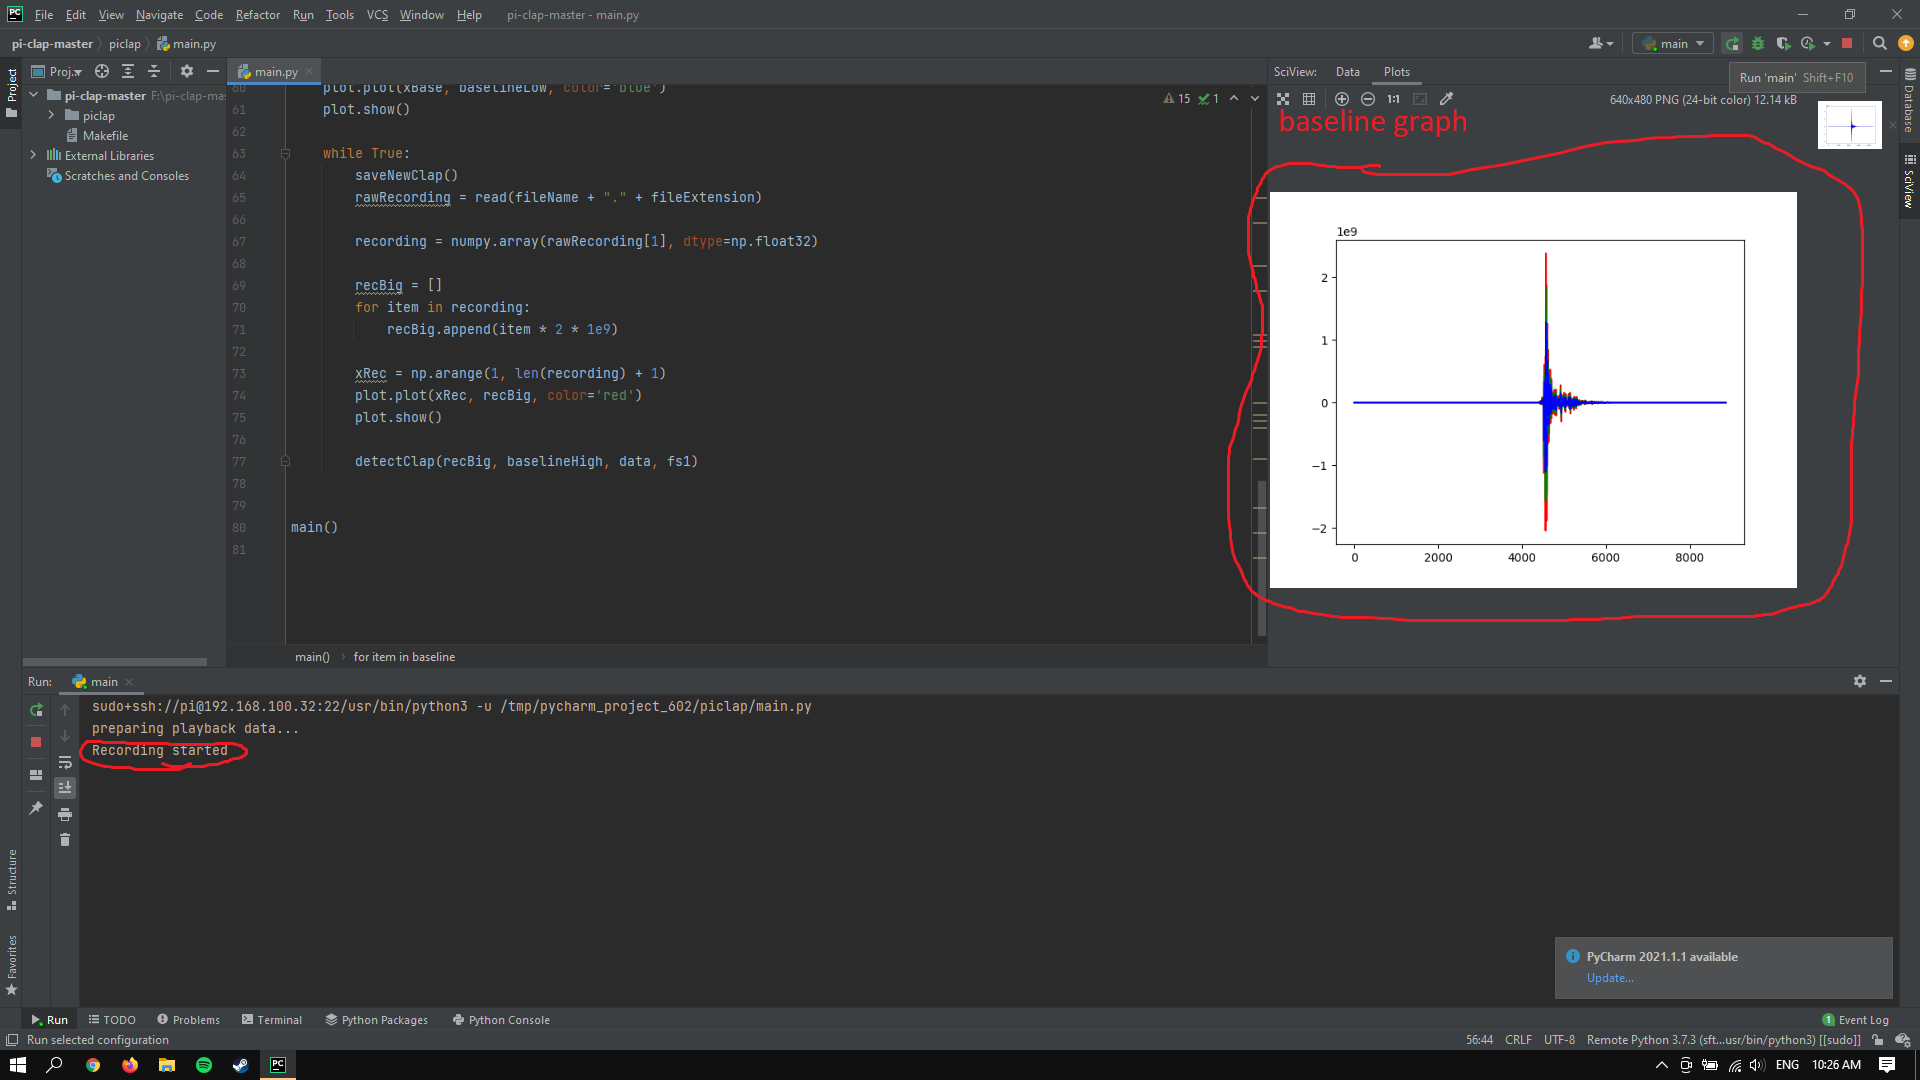 File Edit View Navigate Code Refactor Run Tools VCS Window Help pi-clap-master - main.py
pi-clap-master piclap main.py main
Project
Proj...
main.py
SciView: Data Plots
Run 'main' Shift+F10
pi-clap-master F:\pi-clap-mas
piclap
Makefile
External Libraries
Scratches and Consoles
60 plot.plot(xBase, baselineLow, color='blue')
61 plot.show()
62
63 while True:
64 saveNewClap()
65 rawRecording = read(fileName + "." + fileExtension)
66
67 recording = numpy.array(rawRecording[1], dtype=np.float32)
68
69 recBig = []
70 for item in recording:
71 recBig.append(item * 2 * 1e9)
72
73 xRec = np.arange(1, len(recording) + 1)
74 plot.plot(xRec, recBig, color='red')
75 plot.show()
76
77 detectClap(recBig, baselineHigh, data, fs1)
78
79
80 main()
81
15 1
main() for item in baseline
1:1 640x480 PNG (24-bit color) 12.14 kB
baseline graph
1e9
2
1
0
−1
−2
0 2000 4000 6000 8000
Database
SciView
Run: main
sudo+ssh://pi@192.168.100.32:22/usr/bin/python3 -u /tmp/pycharm_project_602/piclap/main.py
preparing playback data...
Recording started
Structure
Favorites
PyCharm 2021.1.1 available
Update...
Run TODO Problems Terminal Python Packages Python Console 1 Event Log
Run selected configuration 56:44 CRLF UTF-8 Remote Python 3.7.3 (sft...usr/bin/python3) [[sudo]]
ENG 10:26 AM